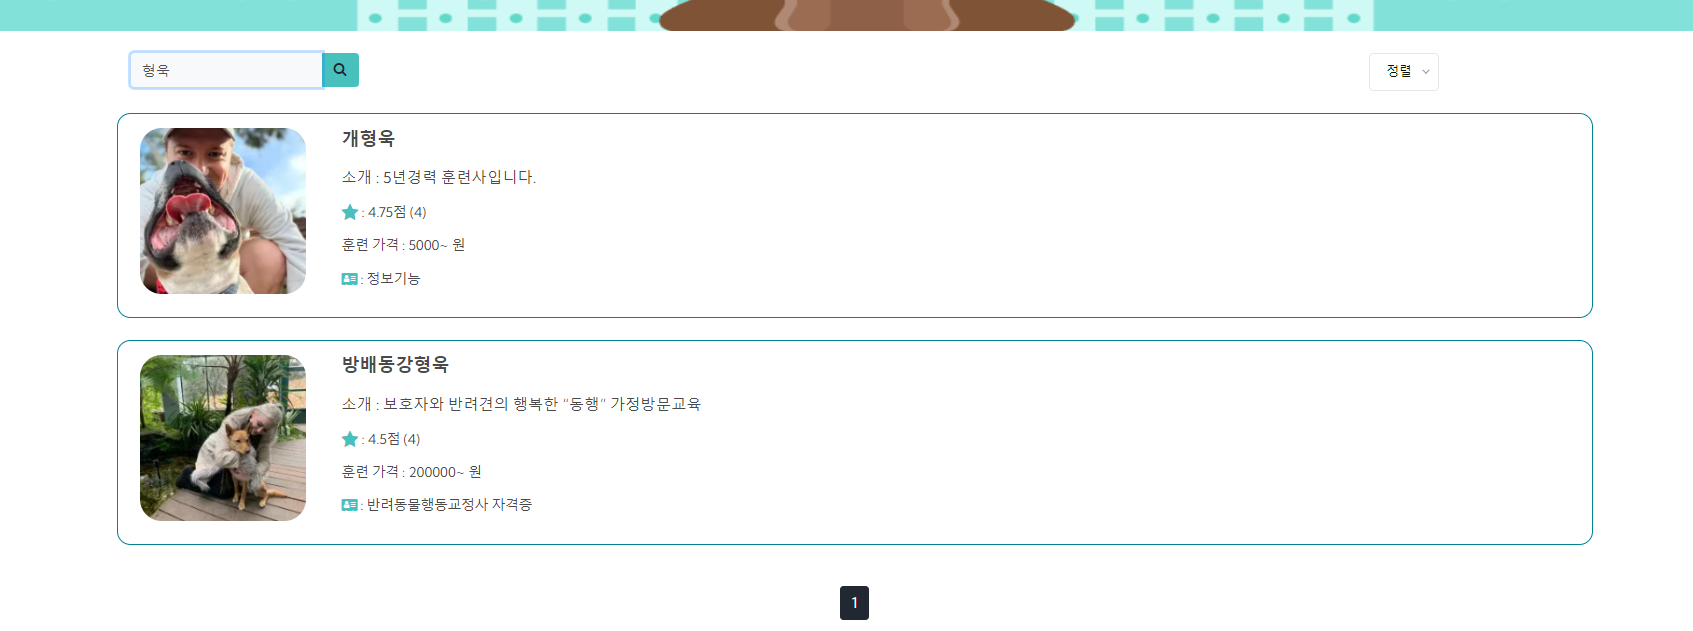 형욱
정렬
개형욱
소개 : 5년경력 훈련사입니다.
: 4.75점 (4)
훈련 가격 : 5000~ 원
: 정보기능
방배동강형욱
소개 : 보호자와 반려견의 행복한 “동행” 가정방문교육
: 4.5점 (4)
훈련 가격 : 200000~ 원
: 반려동물행동교정사 자격증
1